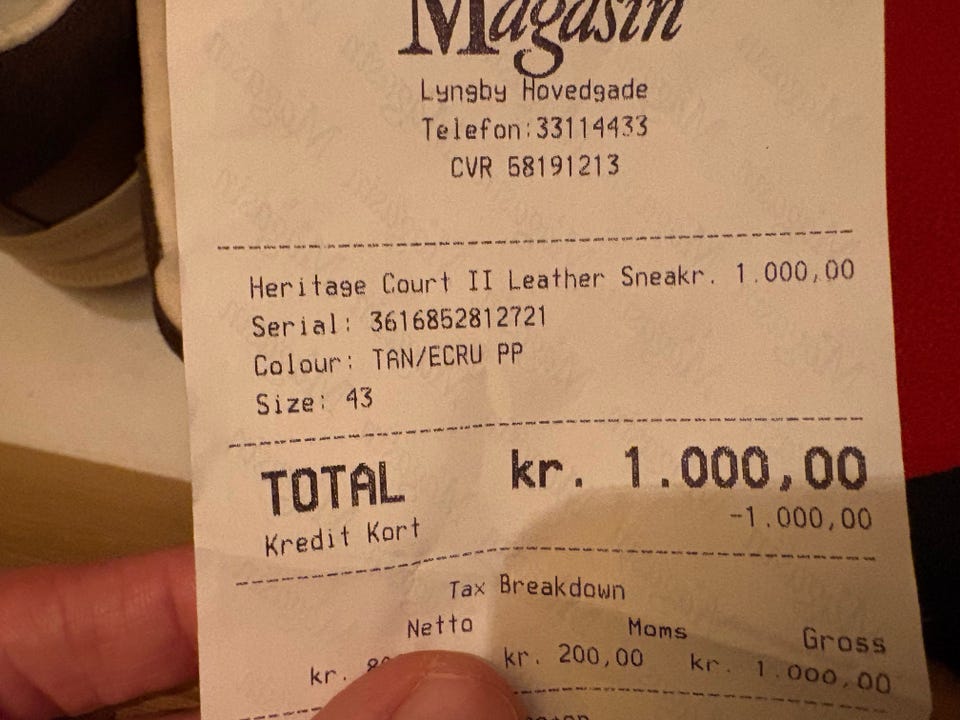 Magasin
Lyngby Hovedgade
Telefon:33114433
CVR 58191213
Heritage Court II Leather Sneakr. 1.000,00
Serial: 3616852812721
Colour: TAN/ECRU PP
Size: 43
TOTAL kr. 1.000,00
Kredit Kort -1.000,00
Tax Breakdown
Netto Moms Gross
kr. kr. 200,00 kr. 1.000,00